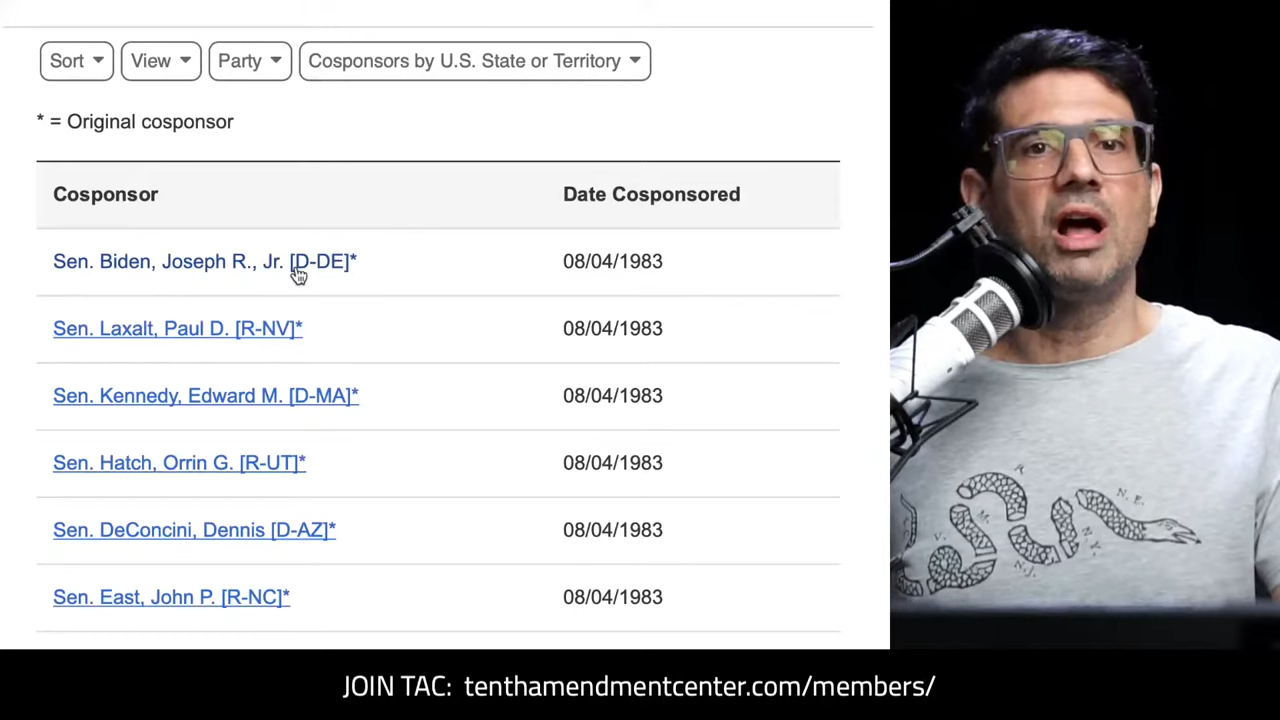 Sort
View
Party
Cosponsors by U.S. State or Territory
* = Original cosponsor
Cosponsor Date Cosponsored
Sen. Biden, Joseph R., Jr. [D-DE]* 08/04/1983
Sen. Laxalt, Paul D. [R-NV]* 08/04/1983
Sen. Kennedy, Edward M. [D-MA]* 08/04/1983
Sen. Hatch, Orrin G. [R-UT]* 08/04/1983
Sen. DeConcini, Dennis [D-AZ]* 08/04/1983
Sen. East, John P. [R-NC]* 08/04/1983
R
N.E.
M.
N.Y.
V.
N.J.
JOIN TAC: tenthamendmentcenter.com/members/